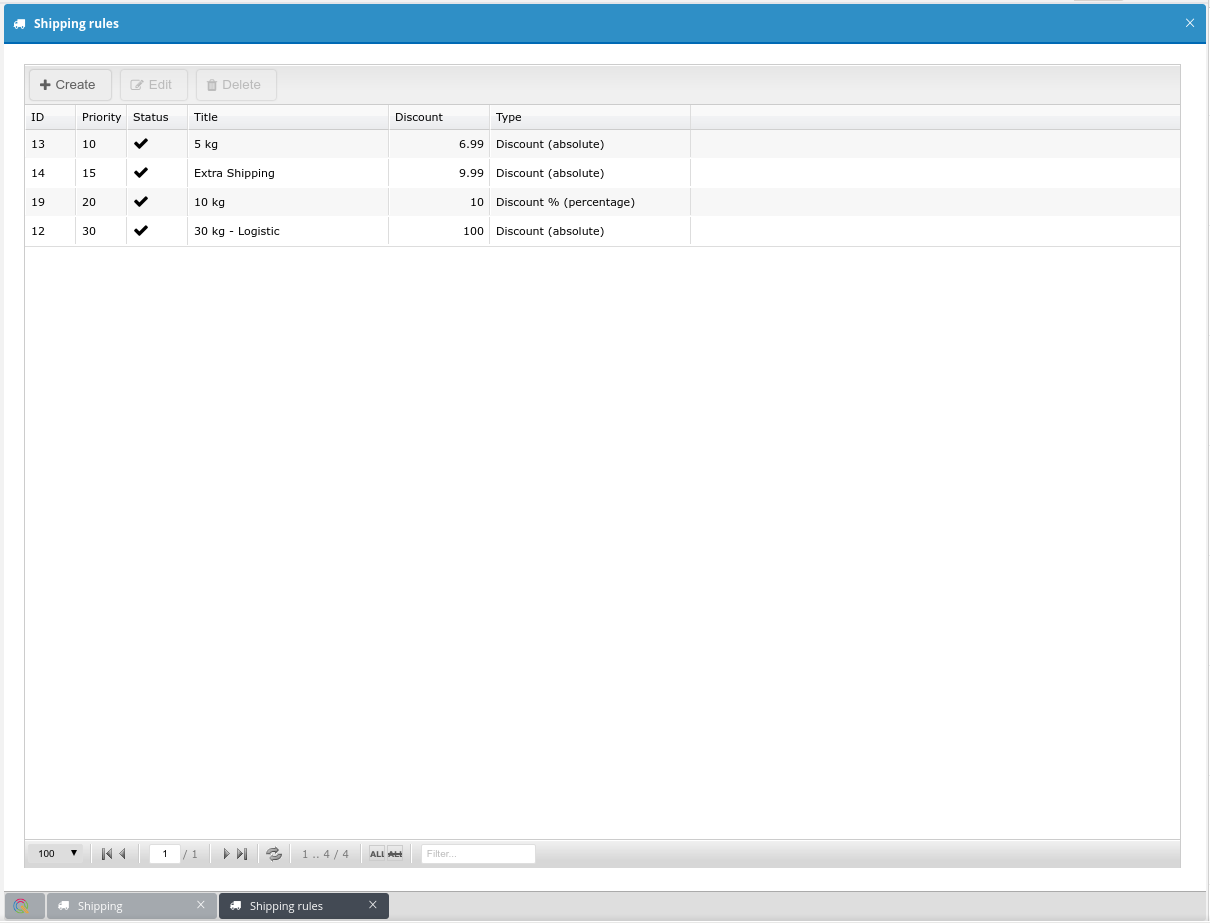 Shipping rules
Create Edit Delete
ID Priority Status Title Discount Type
13 10 5 kg 6.99 Discount (absolute)
14 15 Extra Shipping 9.99 Discount (absolute)
19 20 10 kg 10 Discount % (percentage)
12 30 30 kg - Logistic 100 Discount (absolute)
100 1 / 1 1 .. 4 / 4 ALL ALL Filter...
Shipping Shipping rules